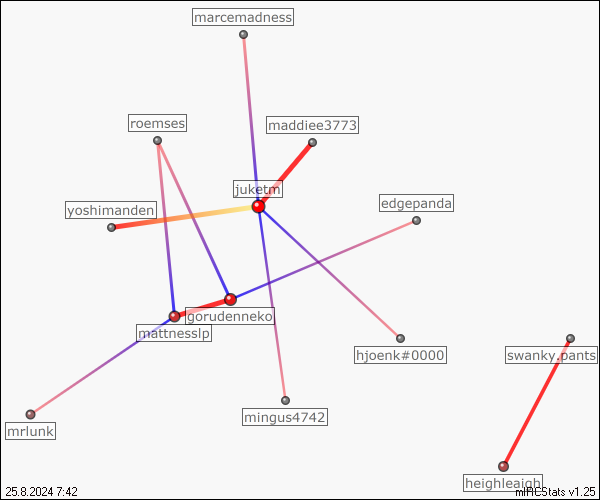 marcemadness
roemses
maddiee3773
juketm
yoshimanden
edgepanda
gorudenneko
mattnesslp
hjoenk#0000
swanky.pants
mingus4742
mrlunk
heighleaigh
25.8.2024 7:42
mIRCStats v1.25